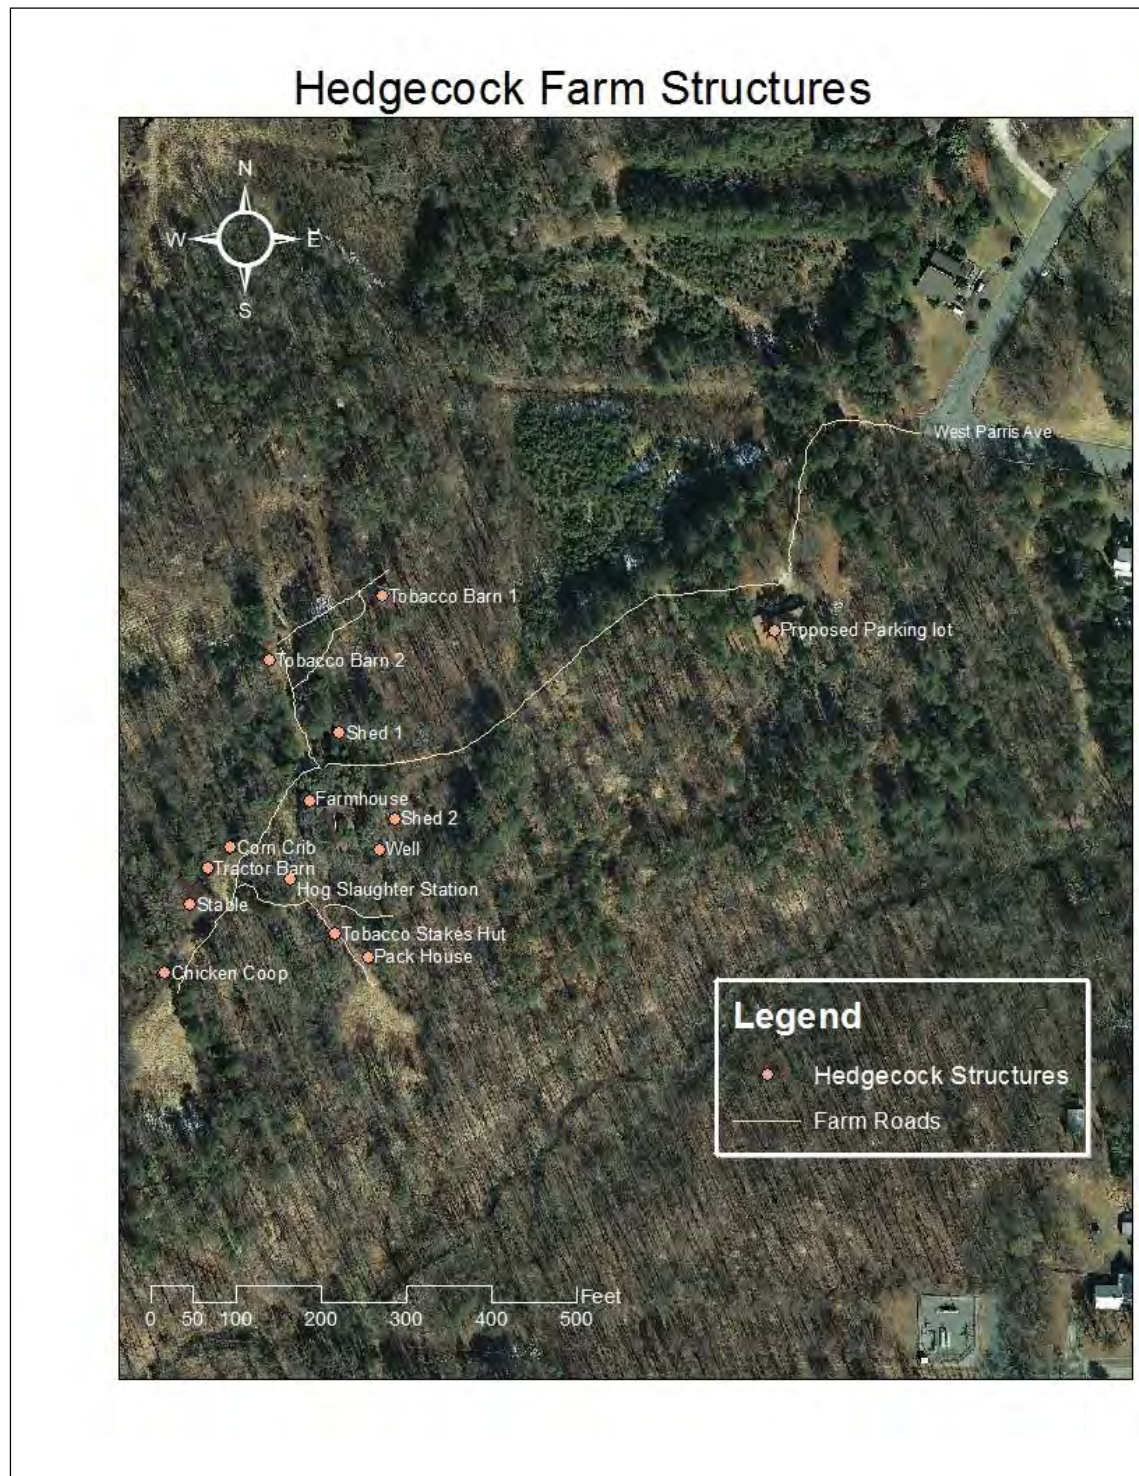 Hedgecock Farm Structures
N
W E
S
West Parris Ave
Tobacco Barn 1
Proposed Parking lot
Tobacco Barn 2
Shed 1
Farmhouse
Shed 2
Corn Crib
Well
Tractor Barn
Hog Slaughter Station
Stable
Tobacco Stakes Hut
Pack House
Chicken Coop
Legend
Hedgecock Structures
Farm Roads
Feet
0 50 100 200 300 400 500